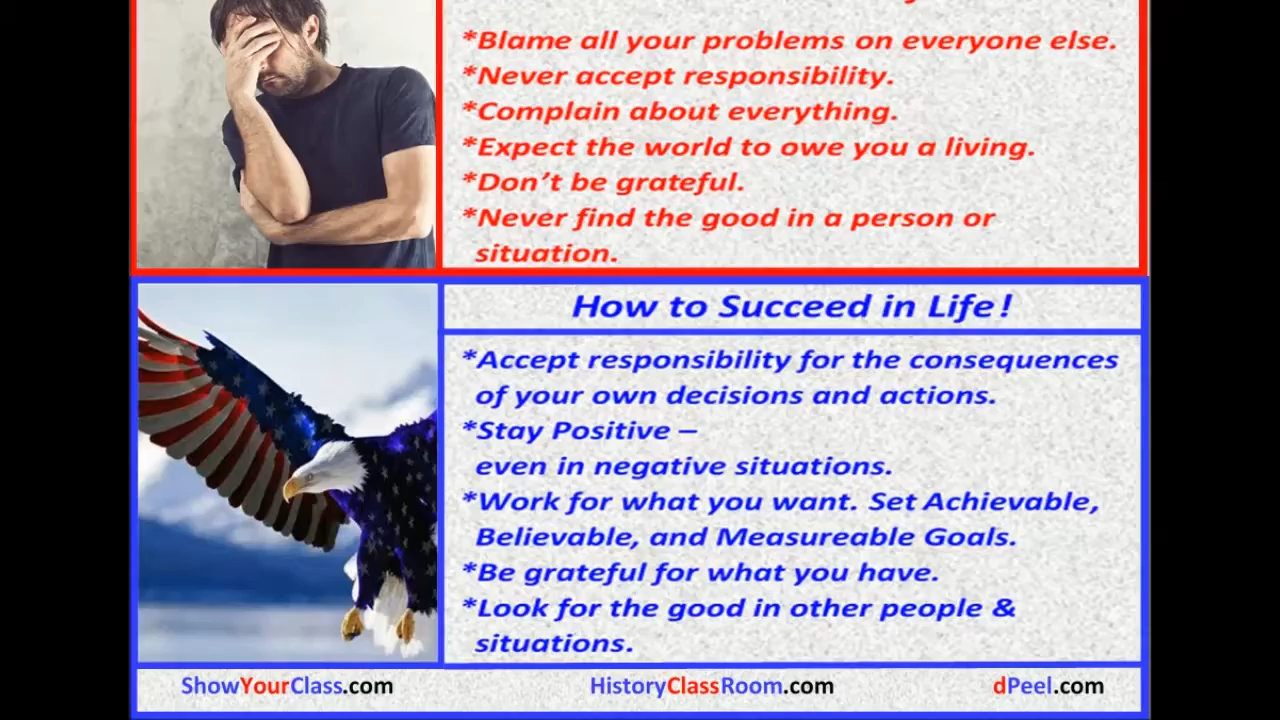 *Blame all your problems on everyone else.
*Never accept responsibility.
*Complain about everything.
*Expect the world to owe you a living.
*Don't be grateful.
*Never find the good in a person or
situation.
How to Succeed in Life!
*Accept responsibility for the consequences
of your own decisions and actions.
*Stay Positive –
even in negative situations.
*Work for what you want. Set Achievable,
Believable, and Measureable Goals.
*Be grateful for what you have.
*Look for the good in other people &
situations.
ShowYourClass.com HistoryClassRoom.com dPeel.com